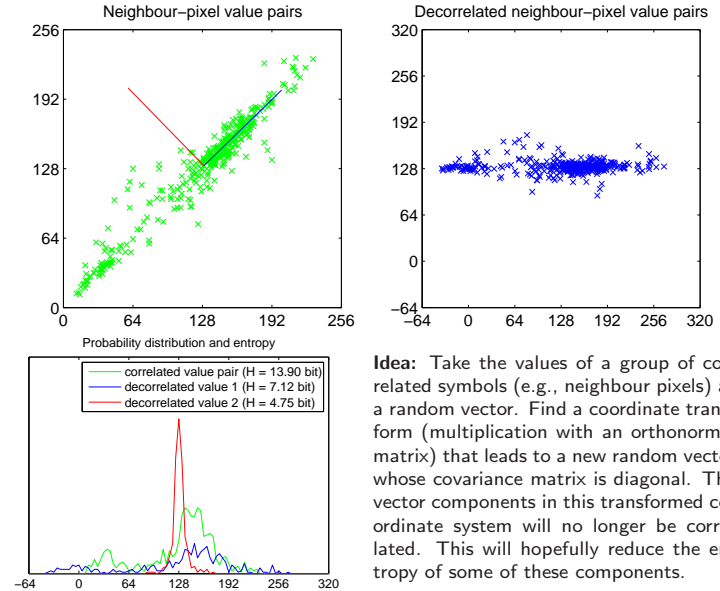 Neighbour−pixel value pairs
256
192
128
64
0
0 64 128 192 256
Decorrelated neighbour−pixel value pairs
320
256
192
128
64
0
−64
−64 0 64 128 192 256 320
Probability distribution and entropy
correlated value pair (H = 13.90 bit)
decorrelated value 1 (H = 7.12 bit)
decorrelated value 2 (H = 4.75 bit)
−64 0 64 128 192 256 320
Idea: Take the values of a group of co
related symbols (e.g., neighbour pixels) a
a random vector. Find a coordinate tran
form (multiplication with an orthonorm
matrix) that leads to a new random vect
whose covariance matrix is diagonal. Th
vector components in this transformed co
ordinate system will no longer be corre
lated. This will hopefully reduce the en
tropy of some of these components.